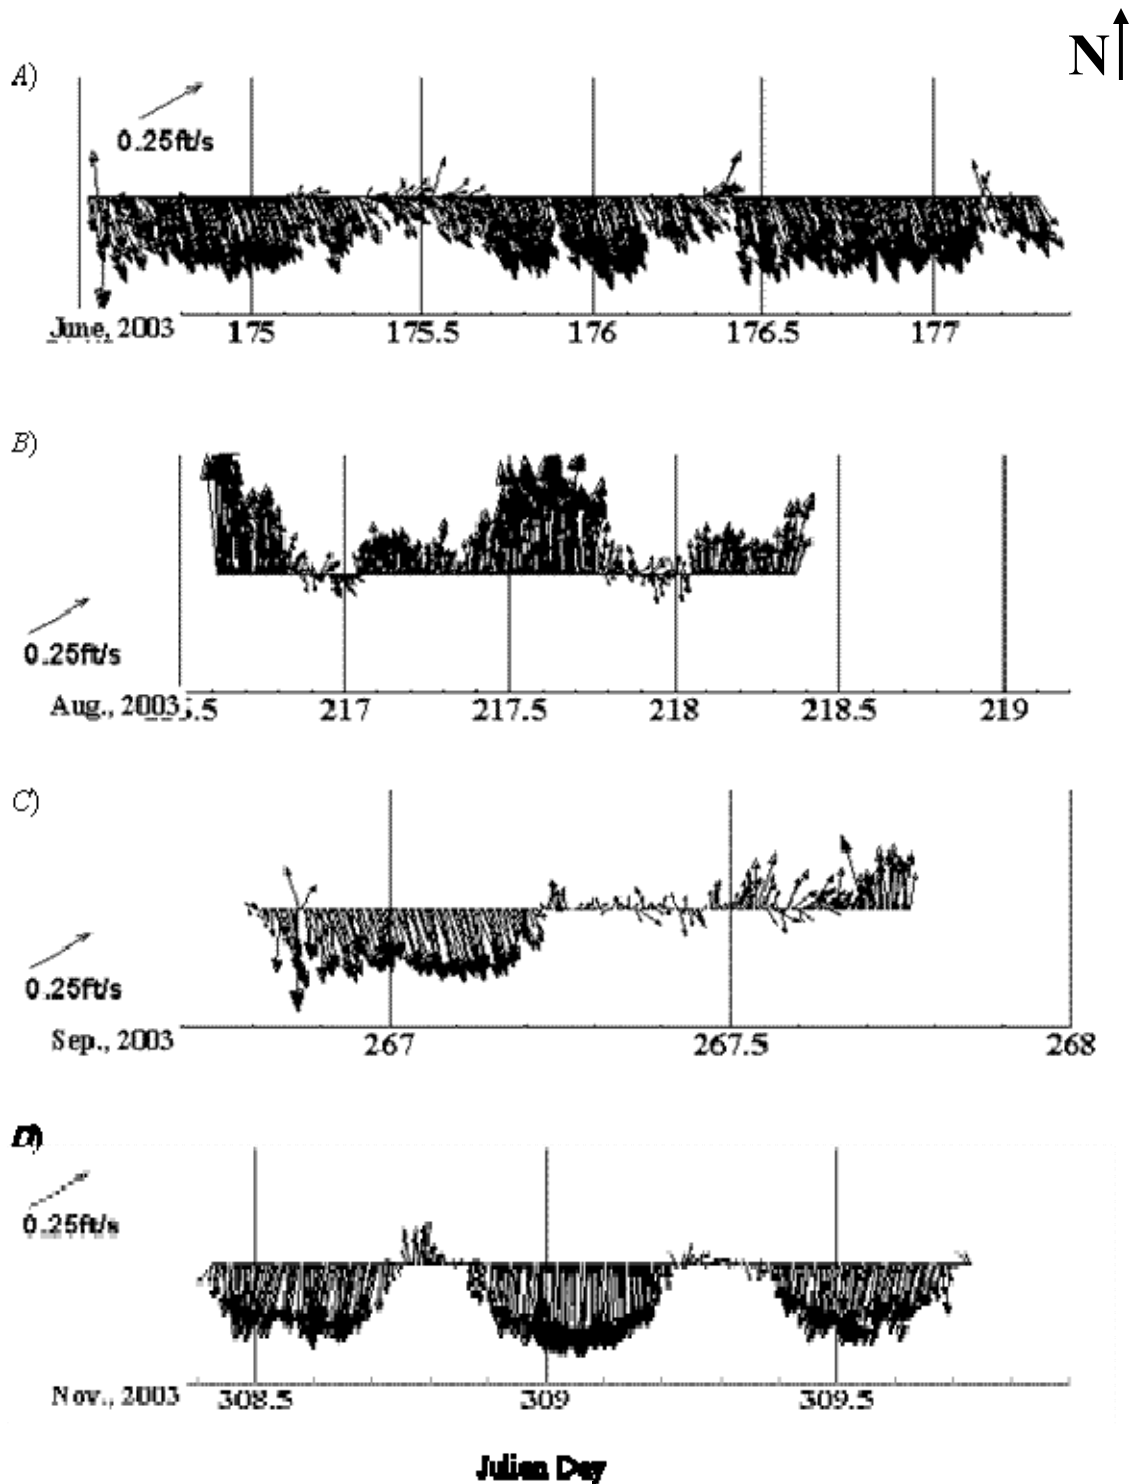 N
A)
0.25ft/s
June, 2003 175 175.5 176 176.5 177
B)
0.25ft/s
Aug., 2003 217 217.5 218 218.5 219
C)
0.25ft/s
Sep., 2003 267 267.5 268
D)
0.25ft/s
Nov., 2003 308.5 309 309.5
Julian Day